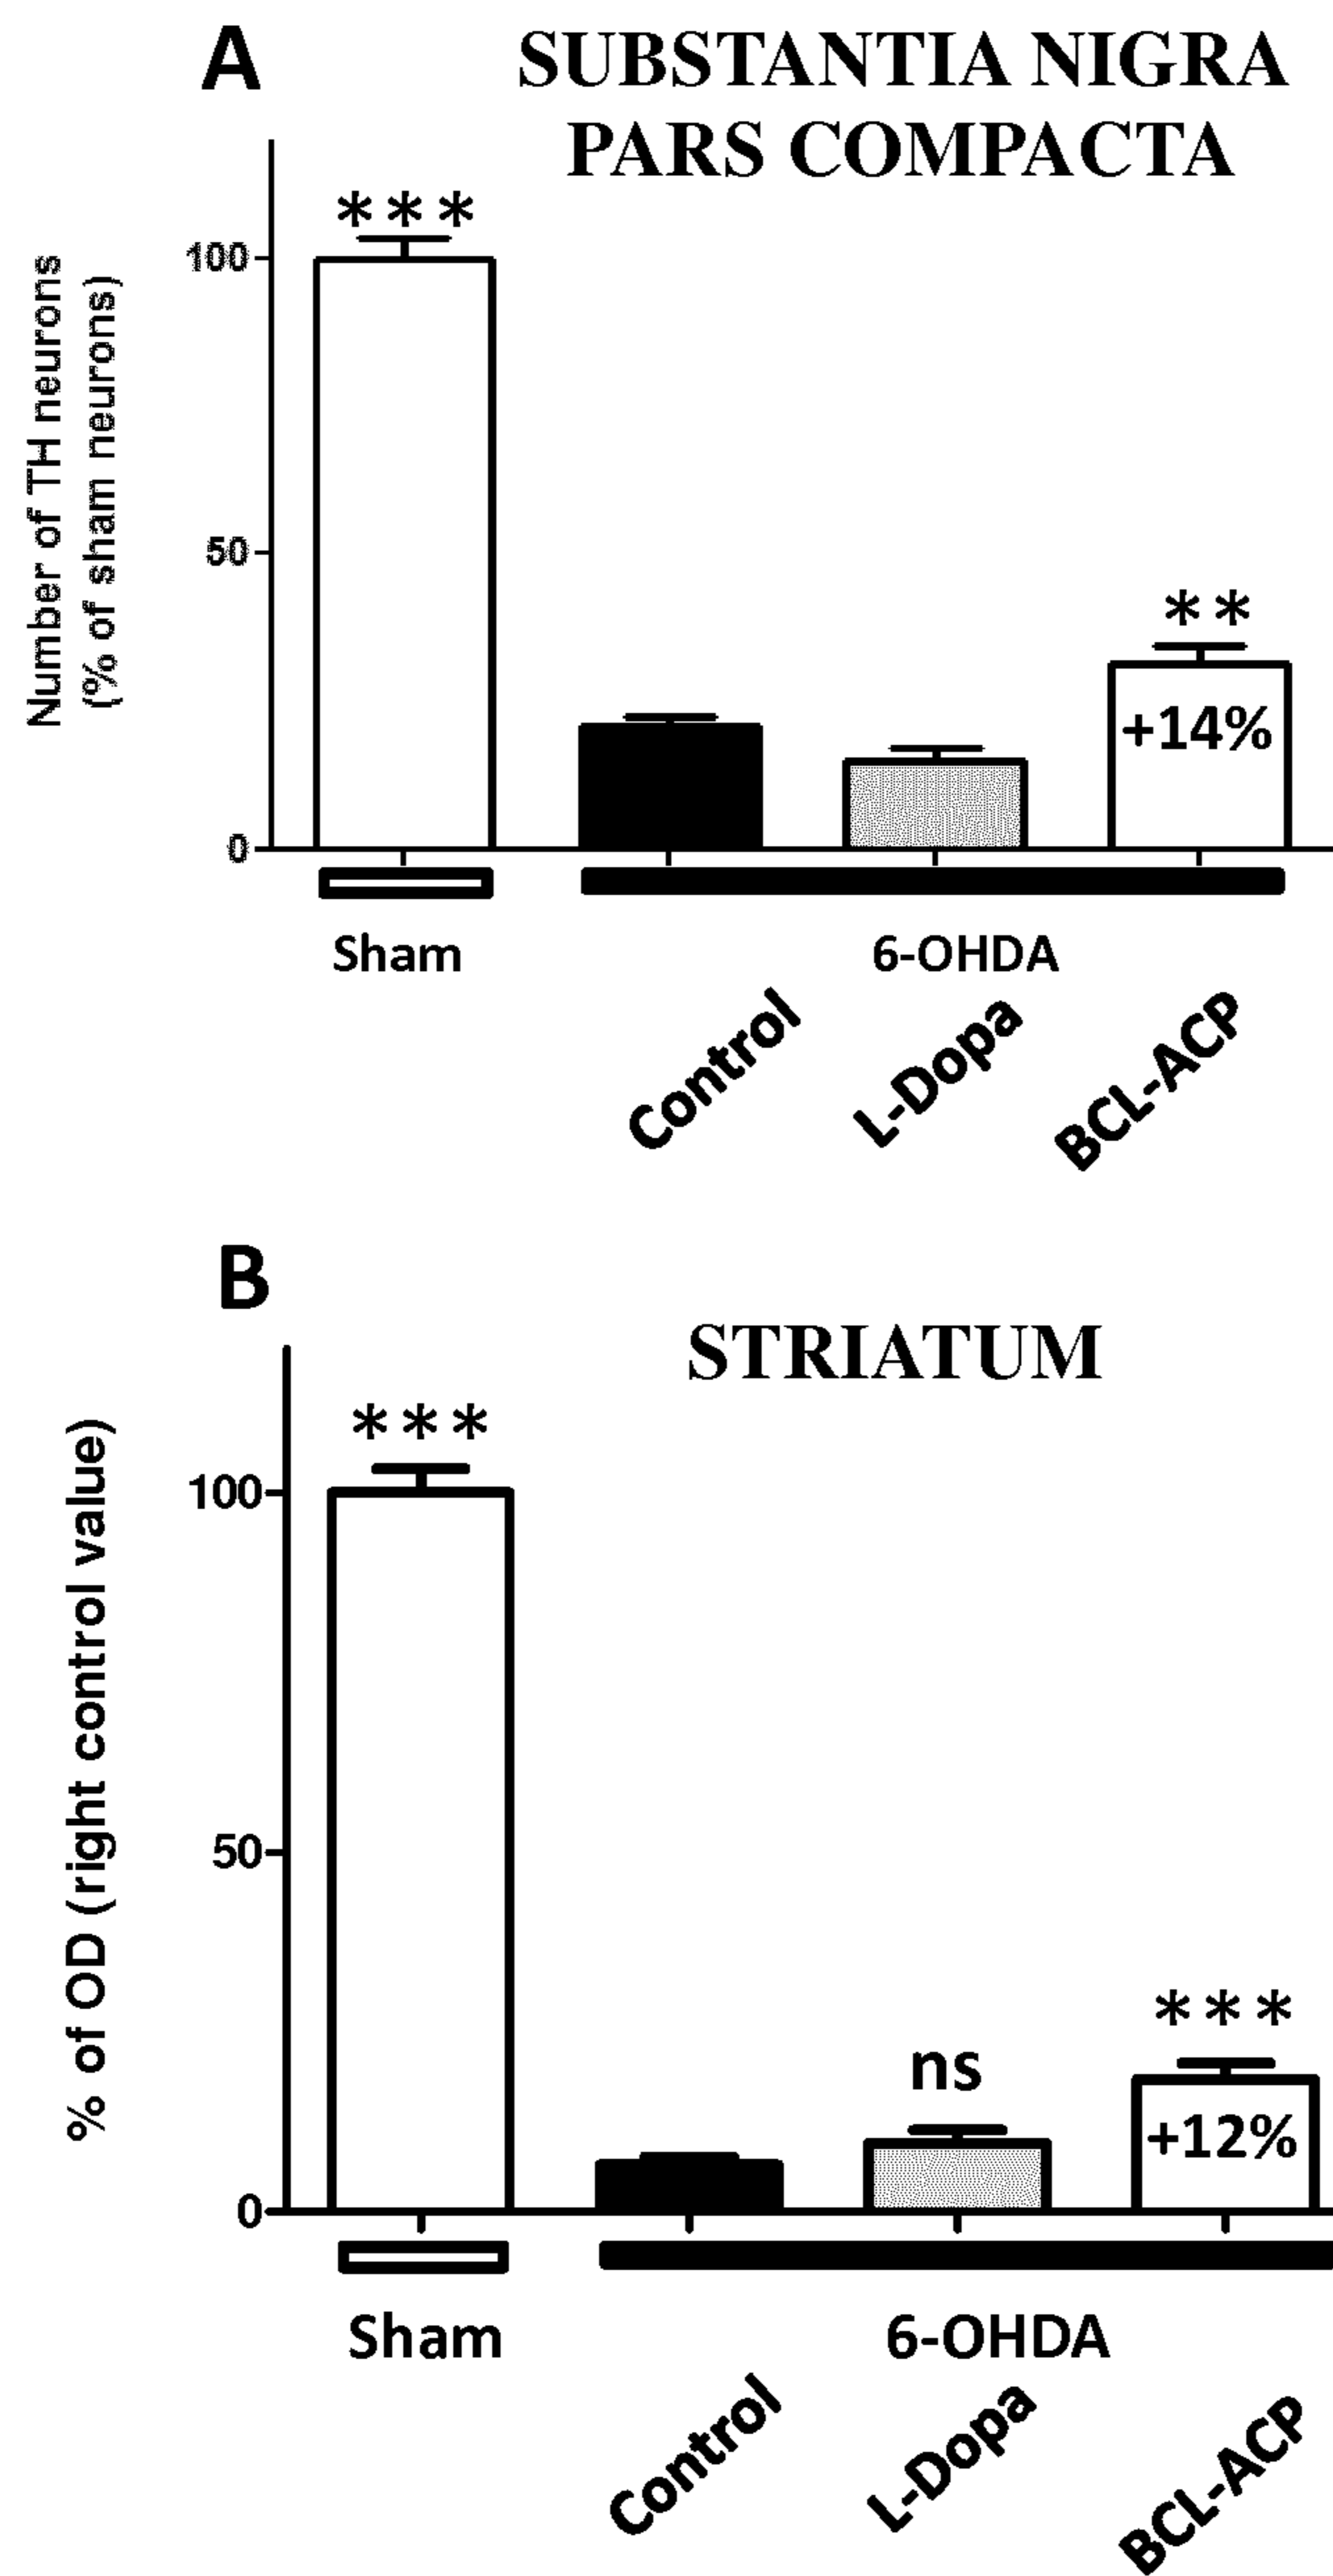 A
SUBSTANTIA NIGRA
PARS COMPACTA
Number of TH neurons
(% of sham neurons)
***
100
50
0
**
+14%
Sham
6-OHDA
Control
L-Dopa
BCL-ACP
B
STRIATUM
% of OD (right control value)
***
100
50
0
ns
***
+12%
Sham
6-OHDA
Control
L-Dopa
BCL-ACP